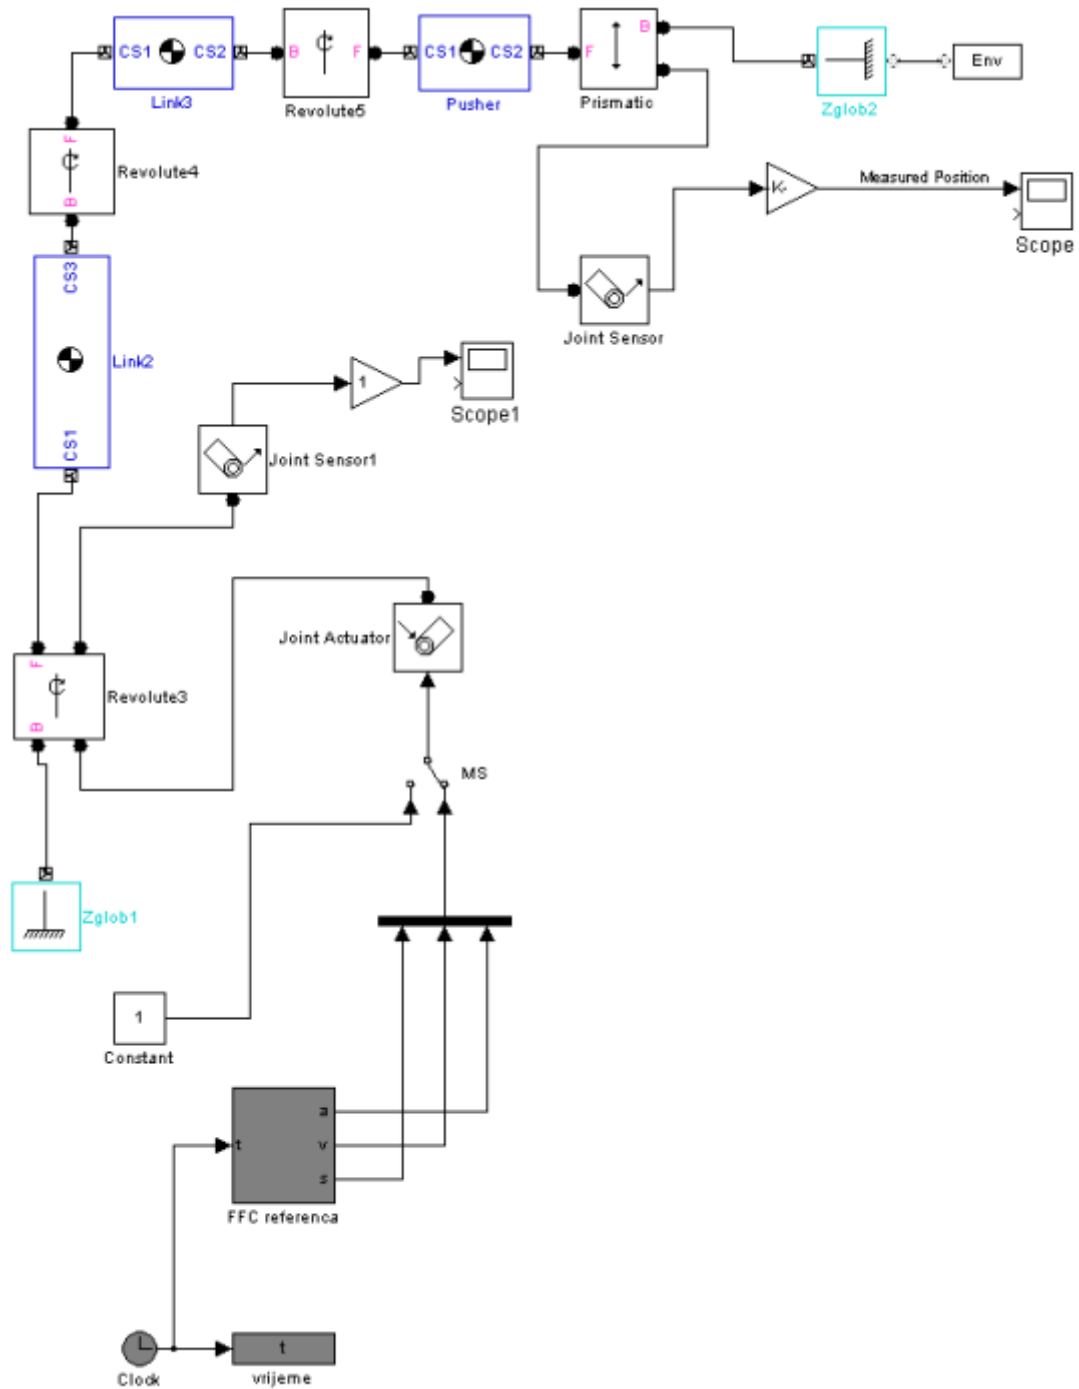 CS1 CS2
Link3
B F
Revolute5
CS1 CS2
Pusher
F B
Prismatic
Zglob2
Env
F
B
Revolute4
K-
Measured Position
Scope
Joint Sensor
CS3
CS1
Link2
1
Scope1
Joint Sensor1
Joint Actuator
F
B
Revolute3
MS
Zglob1
1
Constant
t
a
v
s
FFC referenca
Clock
t
vrijeme